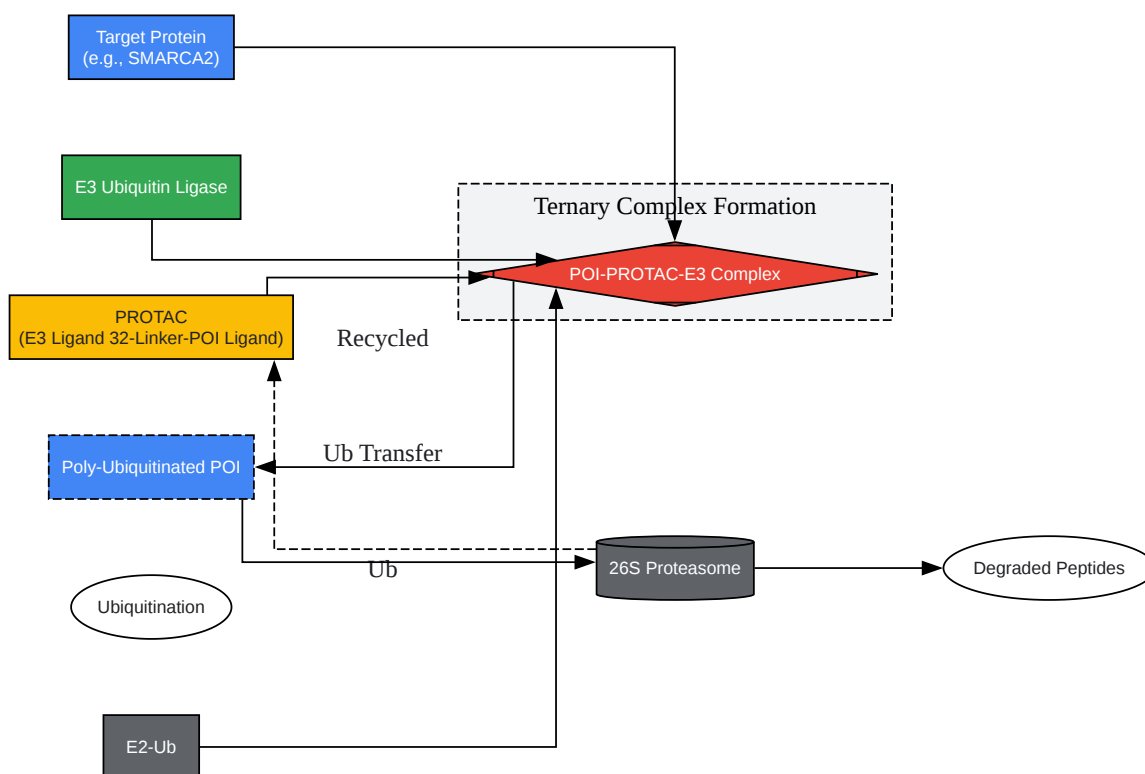 Target Protein
(e.g., SMARCA2)
E3 Ubiquitin Ligase
Ternary Complex Formation
POI-PROTAC-E3 Complex
PROTAC
(E3 Ligand 32-Linker-POI Ligand)
Recycled
Ub Transfer
Poly-Ubiquitinated POI
Ub
26S Proteasome
Degraded Peptides
Ubiquitination
E2-Ub